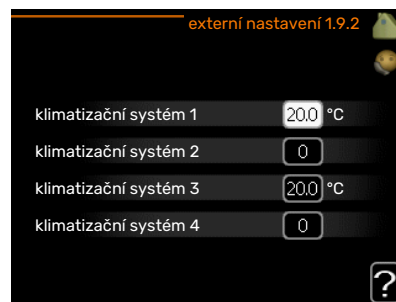 externí nastavení 1.9.2
klimatizační systém 1 20.0 °C
klimatizační systém 2 0
klimatizační systém 3 20.0 °C
klimatizační systém 4 0
?